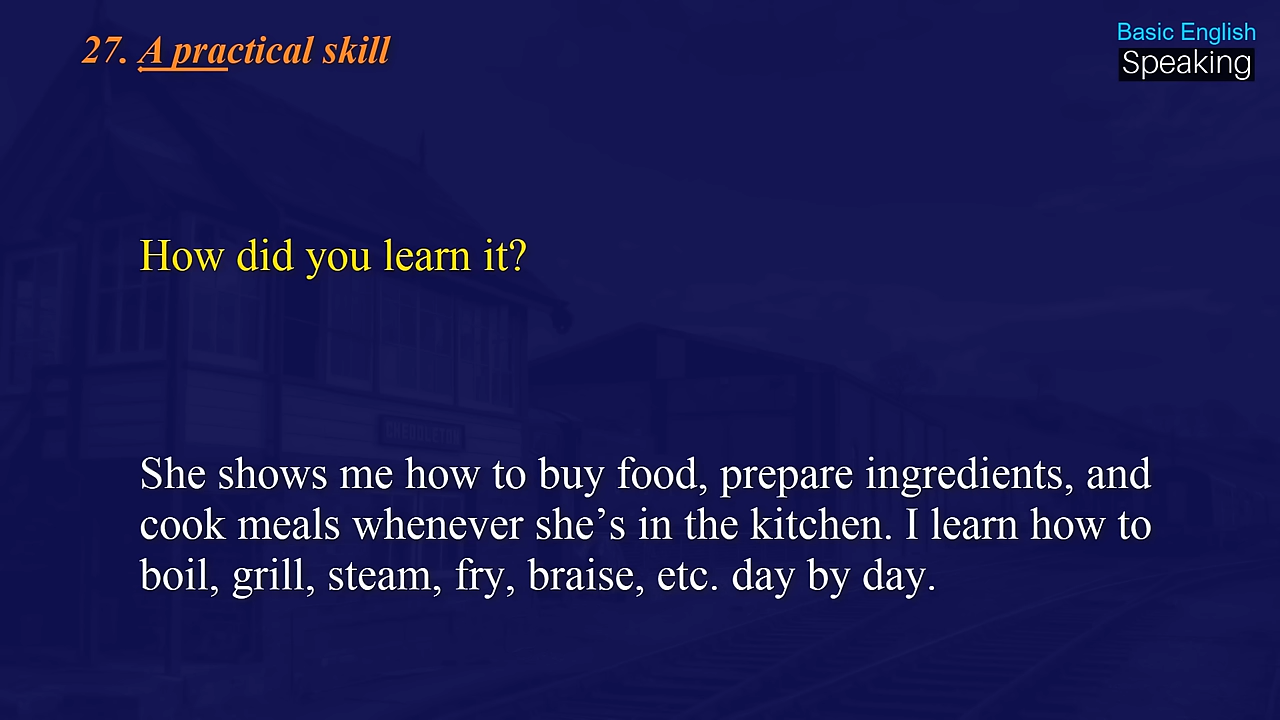 27. A practical skill
Basic English
Speaking
How did you learn it?
CHEDDLETON
She shows me how to buy food, prepare ingredients, and
cook meals whenever she’s in the kitchen. I learn how to
boil, grill, steam, fry, braise, etc. day by day.